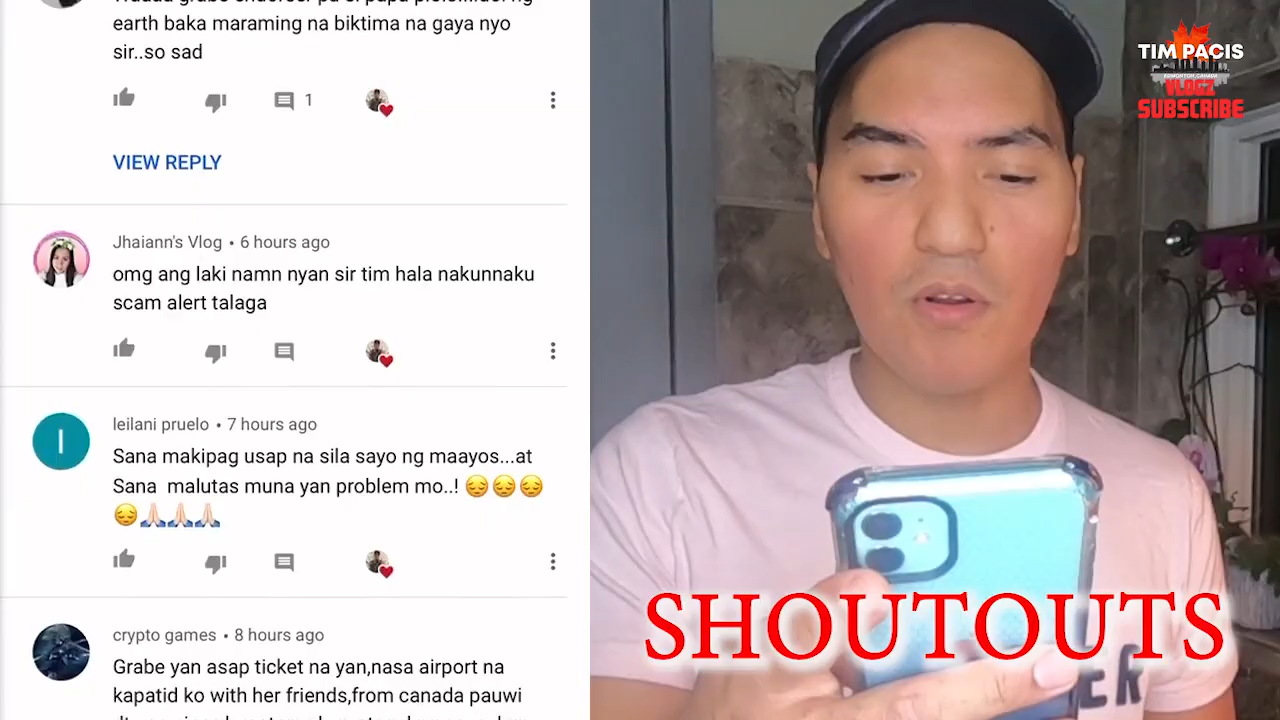 earth baka maraming na biktima na gaya nyo
sir..so sad
1
VIEW REPLY
Jhaiann's Vlog • 6 hours ago
omg ang laki namn nyan sir tim hala nakunnaku
scam alert talaga
leilani pruelo • 7 hours ago
Sana makipag usap na sila sayo ng maayos...at
Sana malutas muna yan problem mo..! 😔😔😔
😔🙏🏻🙏🏻🙏🏻
crypto games • 8 hours ago
Grabe yan asap ticket na yan,nasa airport na
kapatid ko with her friends,from canada pauwi
TIM PACIS
EDMONTON, CANADA
VLOGZ
SUBSCRIBE
SHOUTOUTS
ER